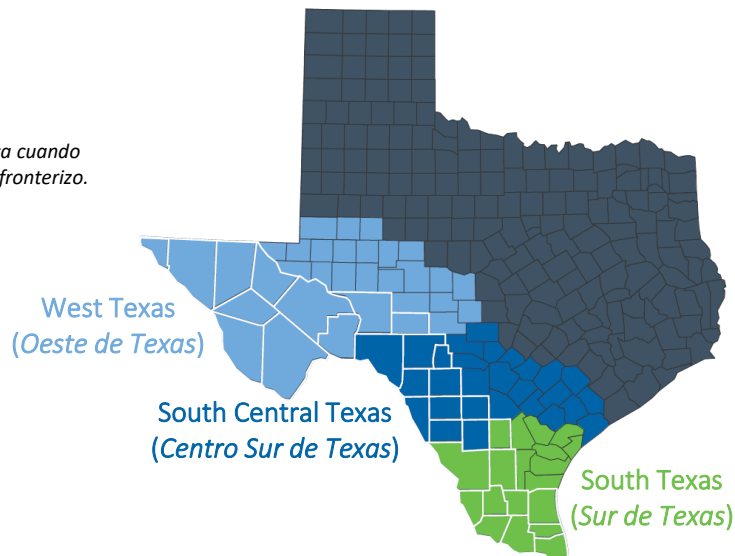 cuando
fronterizo.
West Texas
(Oeste de Texas)
South Central Texas
(Centro Sur de Texas)
South Texas
(Sur de Texas)